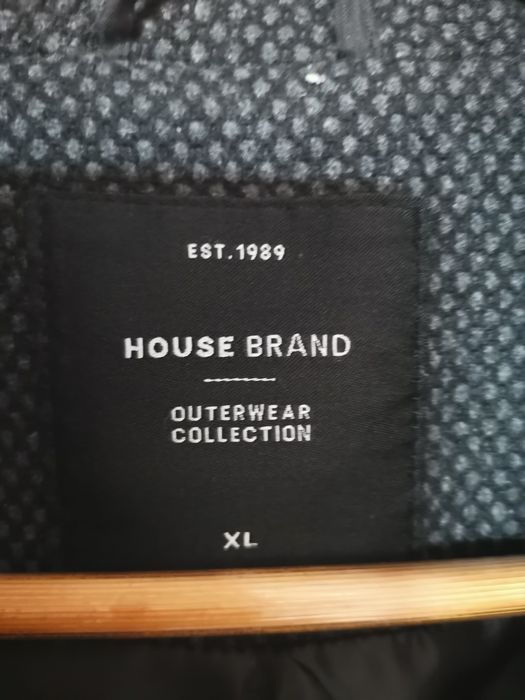 EST.1989
HOUSE BRAND
OUTERWEAR
COLLECTION
XL